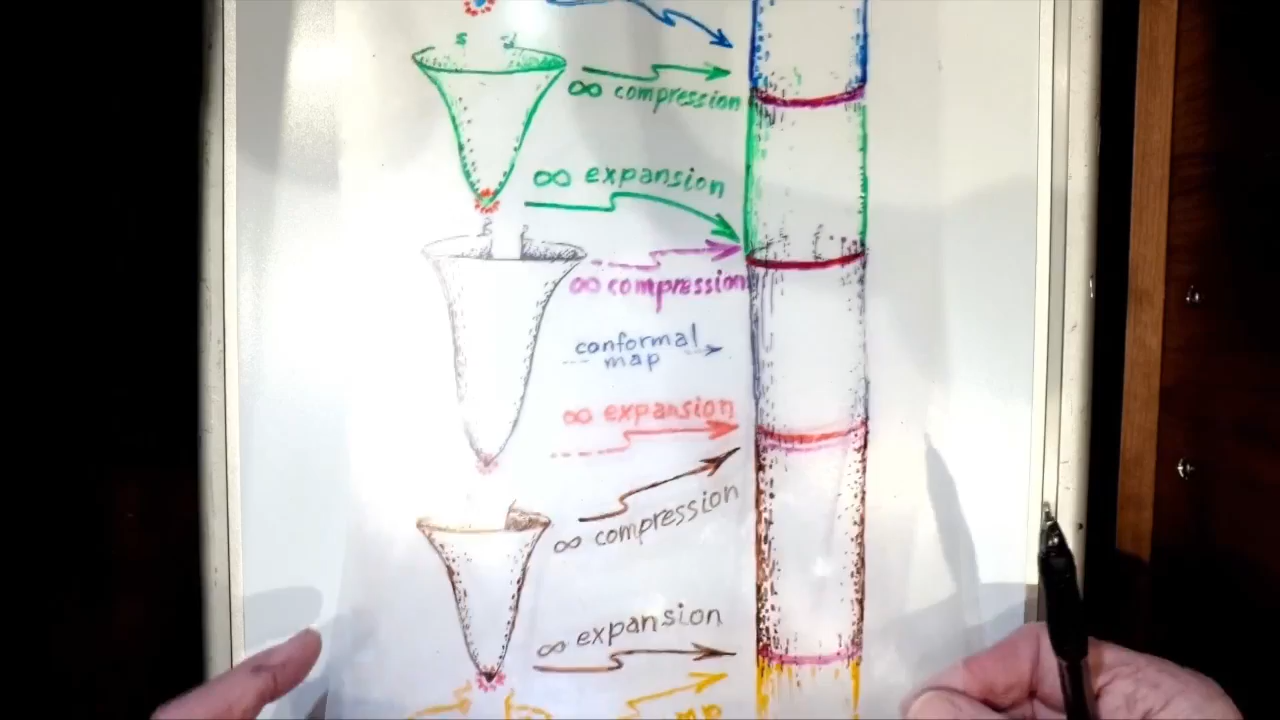 ∞ compression
∞ expansion
∞ compression
conformal
map
∞ expansion
∞ compression
∞ expansion